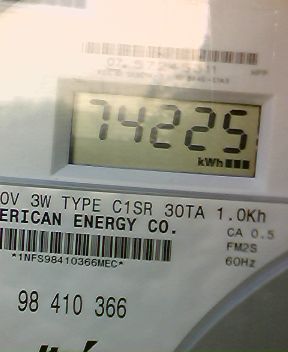 74225
kWh
0V 3W TYPE C1SR 30TA 1.0Kh
ERICAN ENERGY CO.
CA 0.5
FM2S
*1NFS98410366MEC*
60Hz
98 410 366